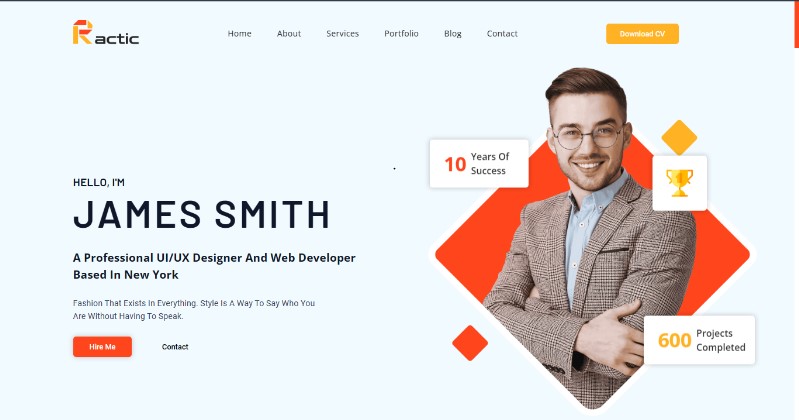 Ractic
Home About Services Portfolio Blog Contact
Download CV
HELLO, I'M
JAMES SMITH
A Professional UI/UX Designer And Web Developer
Based In New York
Fashion That Exists In Everything. Style Is A Way To Say Who You
Are Without Having To Speak.
Hire Me
Contact
10 Years Of
Success
600 Projects
Completed